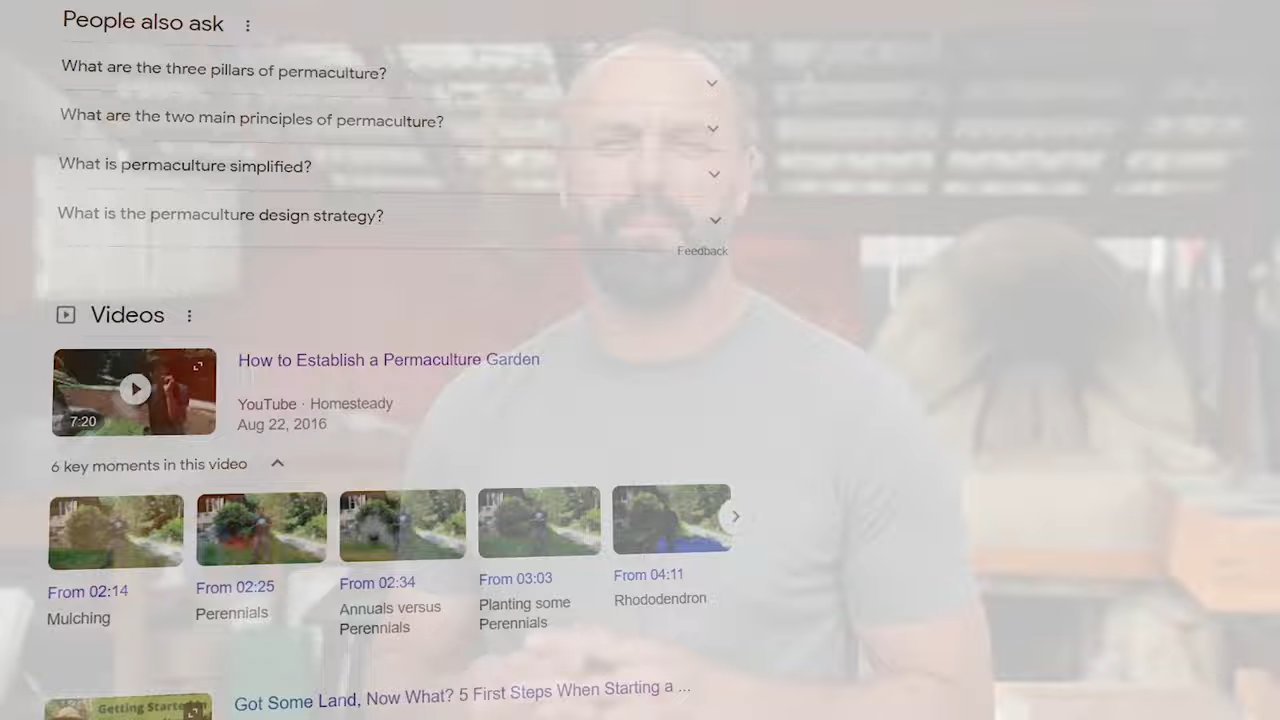 People also ask
What are the three pillars of permaculture?
What are the two main principles of permaculture?
What is permaculture simplified?
What is the permaculture design strategy?
Feedback
Videos
How to Establish a Permaculture Garden
YouTube · Homesteady
Aug 22, 2016
7:20
6 key moments in this video
From 02:14
Mulching
From 02:25
Perennials
From 02:34
Annuals versus
Perennials
From 03:03
Planting some
Perennials
From 04:11
Rhododendron
Getting Started
Got Some Land, Now What? 5 First Steps When Starting a ...